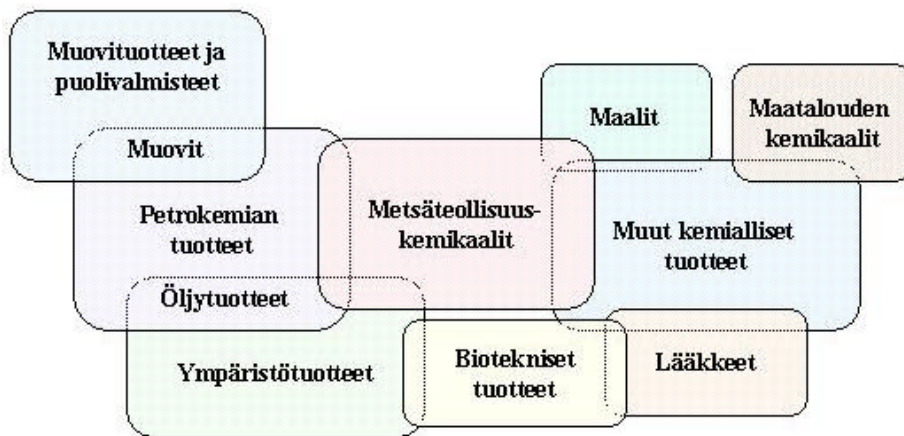 Muovituotteet ja
puolivalmisteet
Muovit
Petrokemian
tuotteet
Öljytuotteet
Ympäristötuotteet
Metsäteollisuus-
kemikaalit
Biotekniset
tuotteet
Maalit
Maatalouden
kemikaalit
Muut kemialliset
tuotteet
Lääkkeet